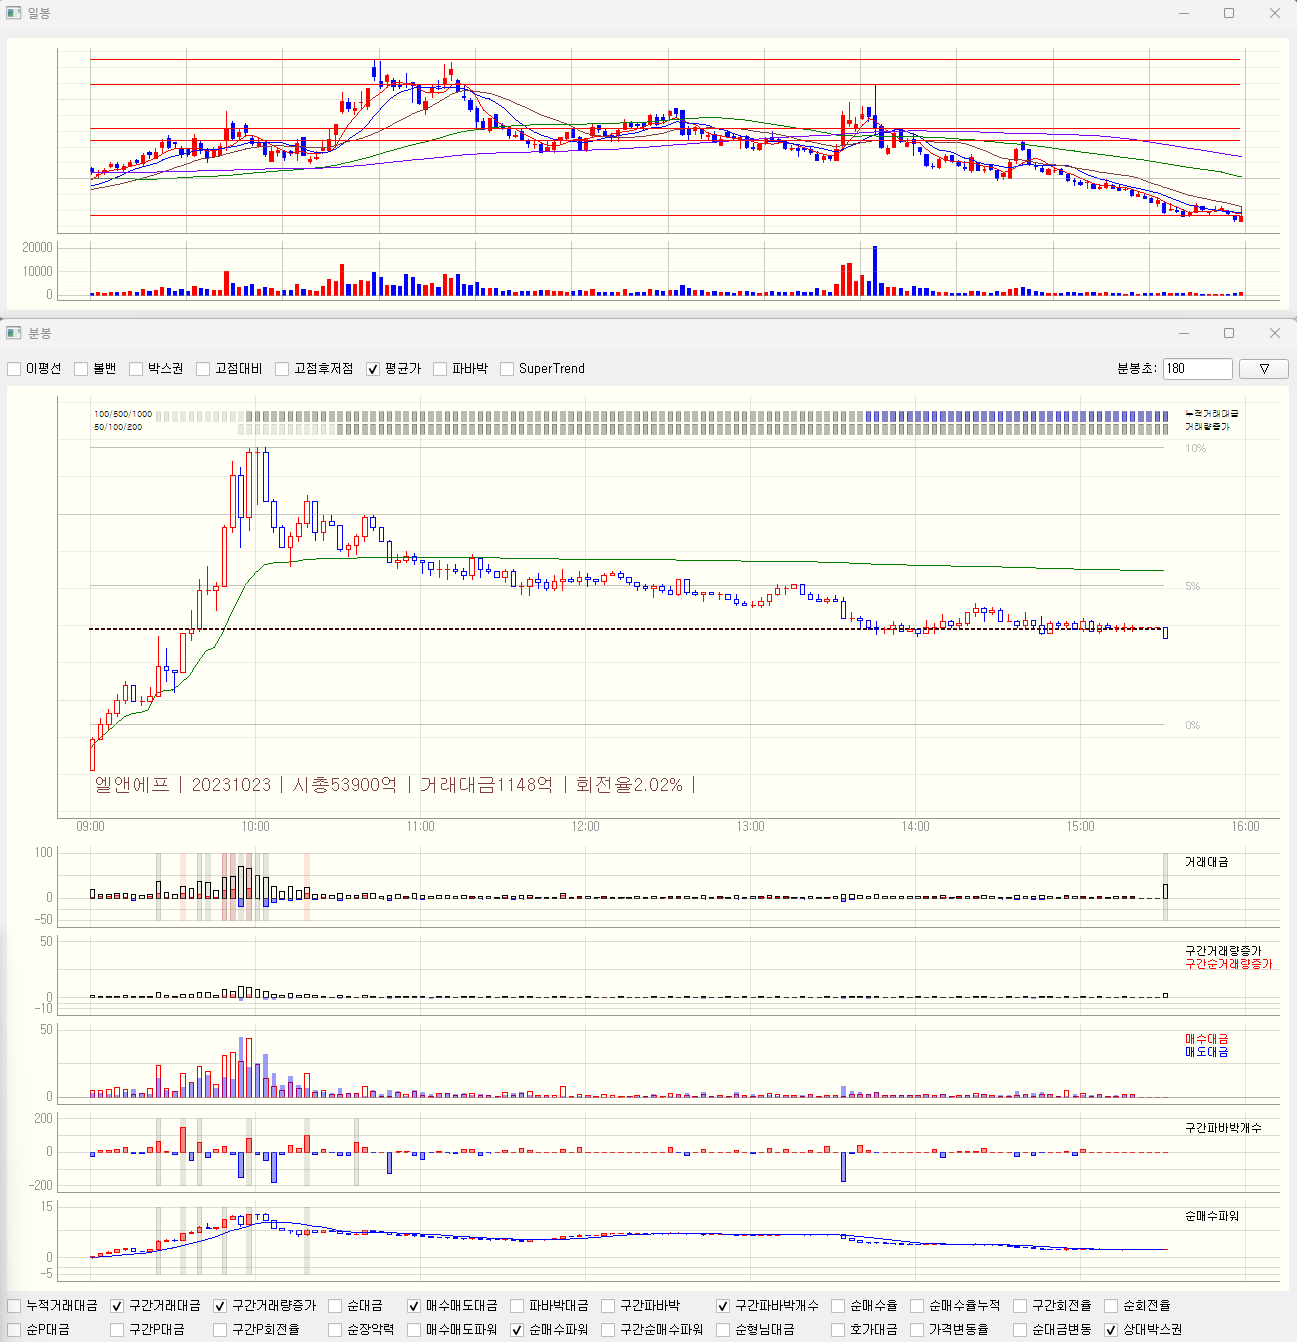 일봉
20000
10000
0
분봉
이평선 볼밴 박스권 고점대비 고점후저점 평균가 파바박 SuperTrend 분봉초: 180 ▽
100/500/1000 누적거래대금
50/100/200 거래량증가
10%
5%
0%
엘앤에프 | 20231023 | 시총53900억 | 거래대금1148억 | 회전율2.02% |
09:00 10:00 11:00 12:00 13:00 14:00 15:00 16:00
100
거래대금
0
-50
50
구간거래량증가
구간순거래량증가
0
-10
50
매수대금
매도대금
0
200
구간파바박개수
0
-200
15
순매수파워
0
-5
누적거래대금 구간거래대금 구간거래량증가 순대금 매수매도대금 파바박대금 구간파바박 구간파바박개수 순매수율 순매수율누적 구간회전율 순회전율
순P대금 구간P대금 구간P회전율 순장악력 매수매도파워 순매수파워 구간순매수파워 순형님대금 호가대금 가격변동율 순대금변동 상대박스권